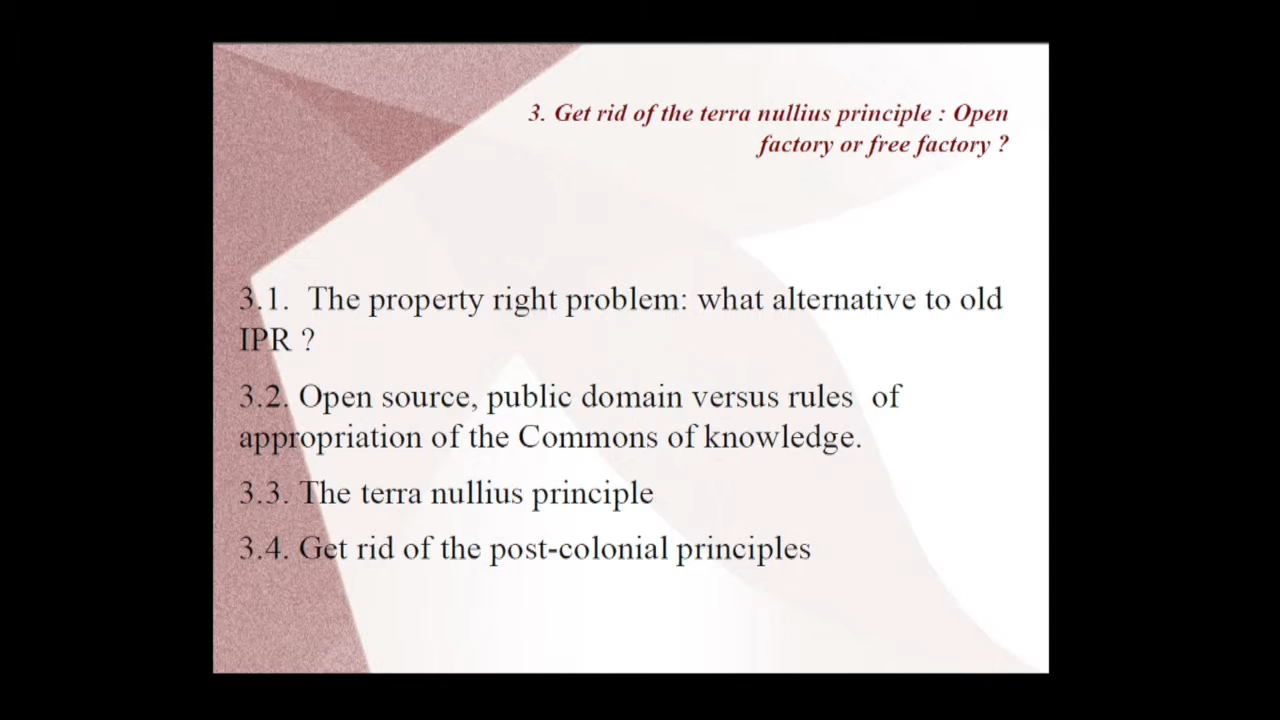 3. Get rid of the terra nullius principle : Open
factory or free factory ?
3.1. The property right problem: what alternative to old
IPR ?
3.2. Open source, public domain versus rules of
appropriation of the Commons of knowledge.
3.3. The terra nullius principle
3.4. Get rid of the post-colonial principles